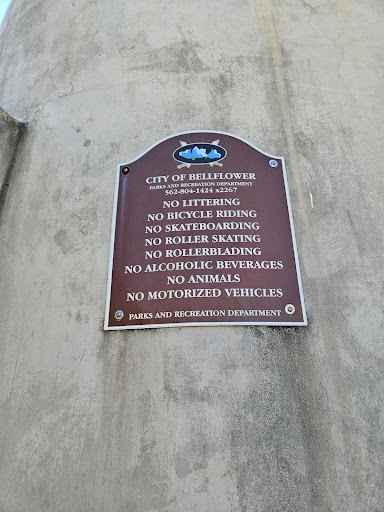 CITY OF BELLFLOWER
PARKS AND RECREATION DEPARTMENT
562-804-1424 x2267
NO LITTERING
NO BICYCLE RIDING
NO SKATEBOARDING
NO ROLLER SKATING
NO ROLLERBLADING
NO ALCOHOLIC BEVERAGES
NO ANIMALS
NO MOTORIZED VEHICLES
PARKS AND RECREATION DEPARTMENT